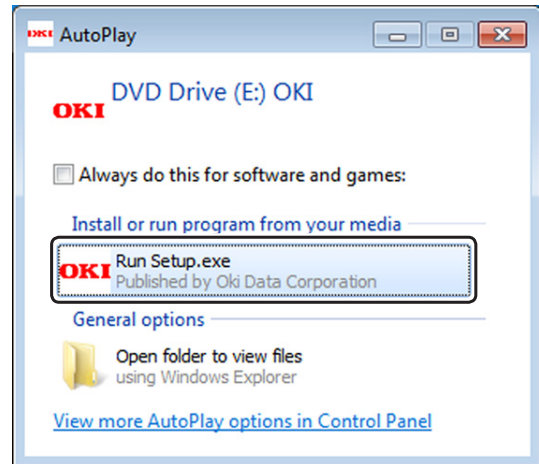 OKI AutoPlay
OKI DVD Drive (E:) OKI
Always do this for software and games:
Install or run program from your media
OKI Run Setup.exe
Published by Oki Data Corporation
General options
Open folder to view files
using Windows Explorer
View more AutoPlay options in Control Panel